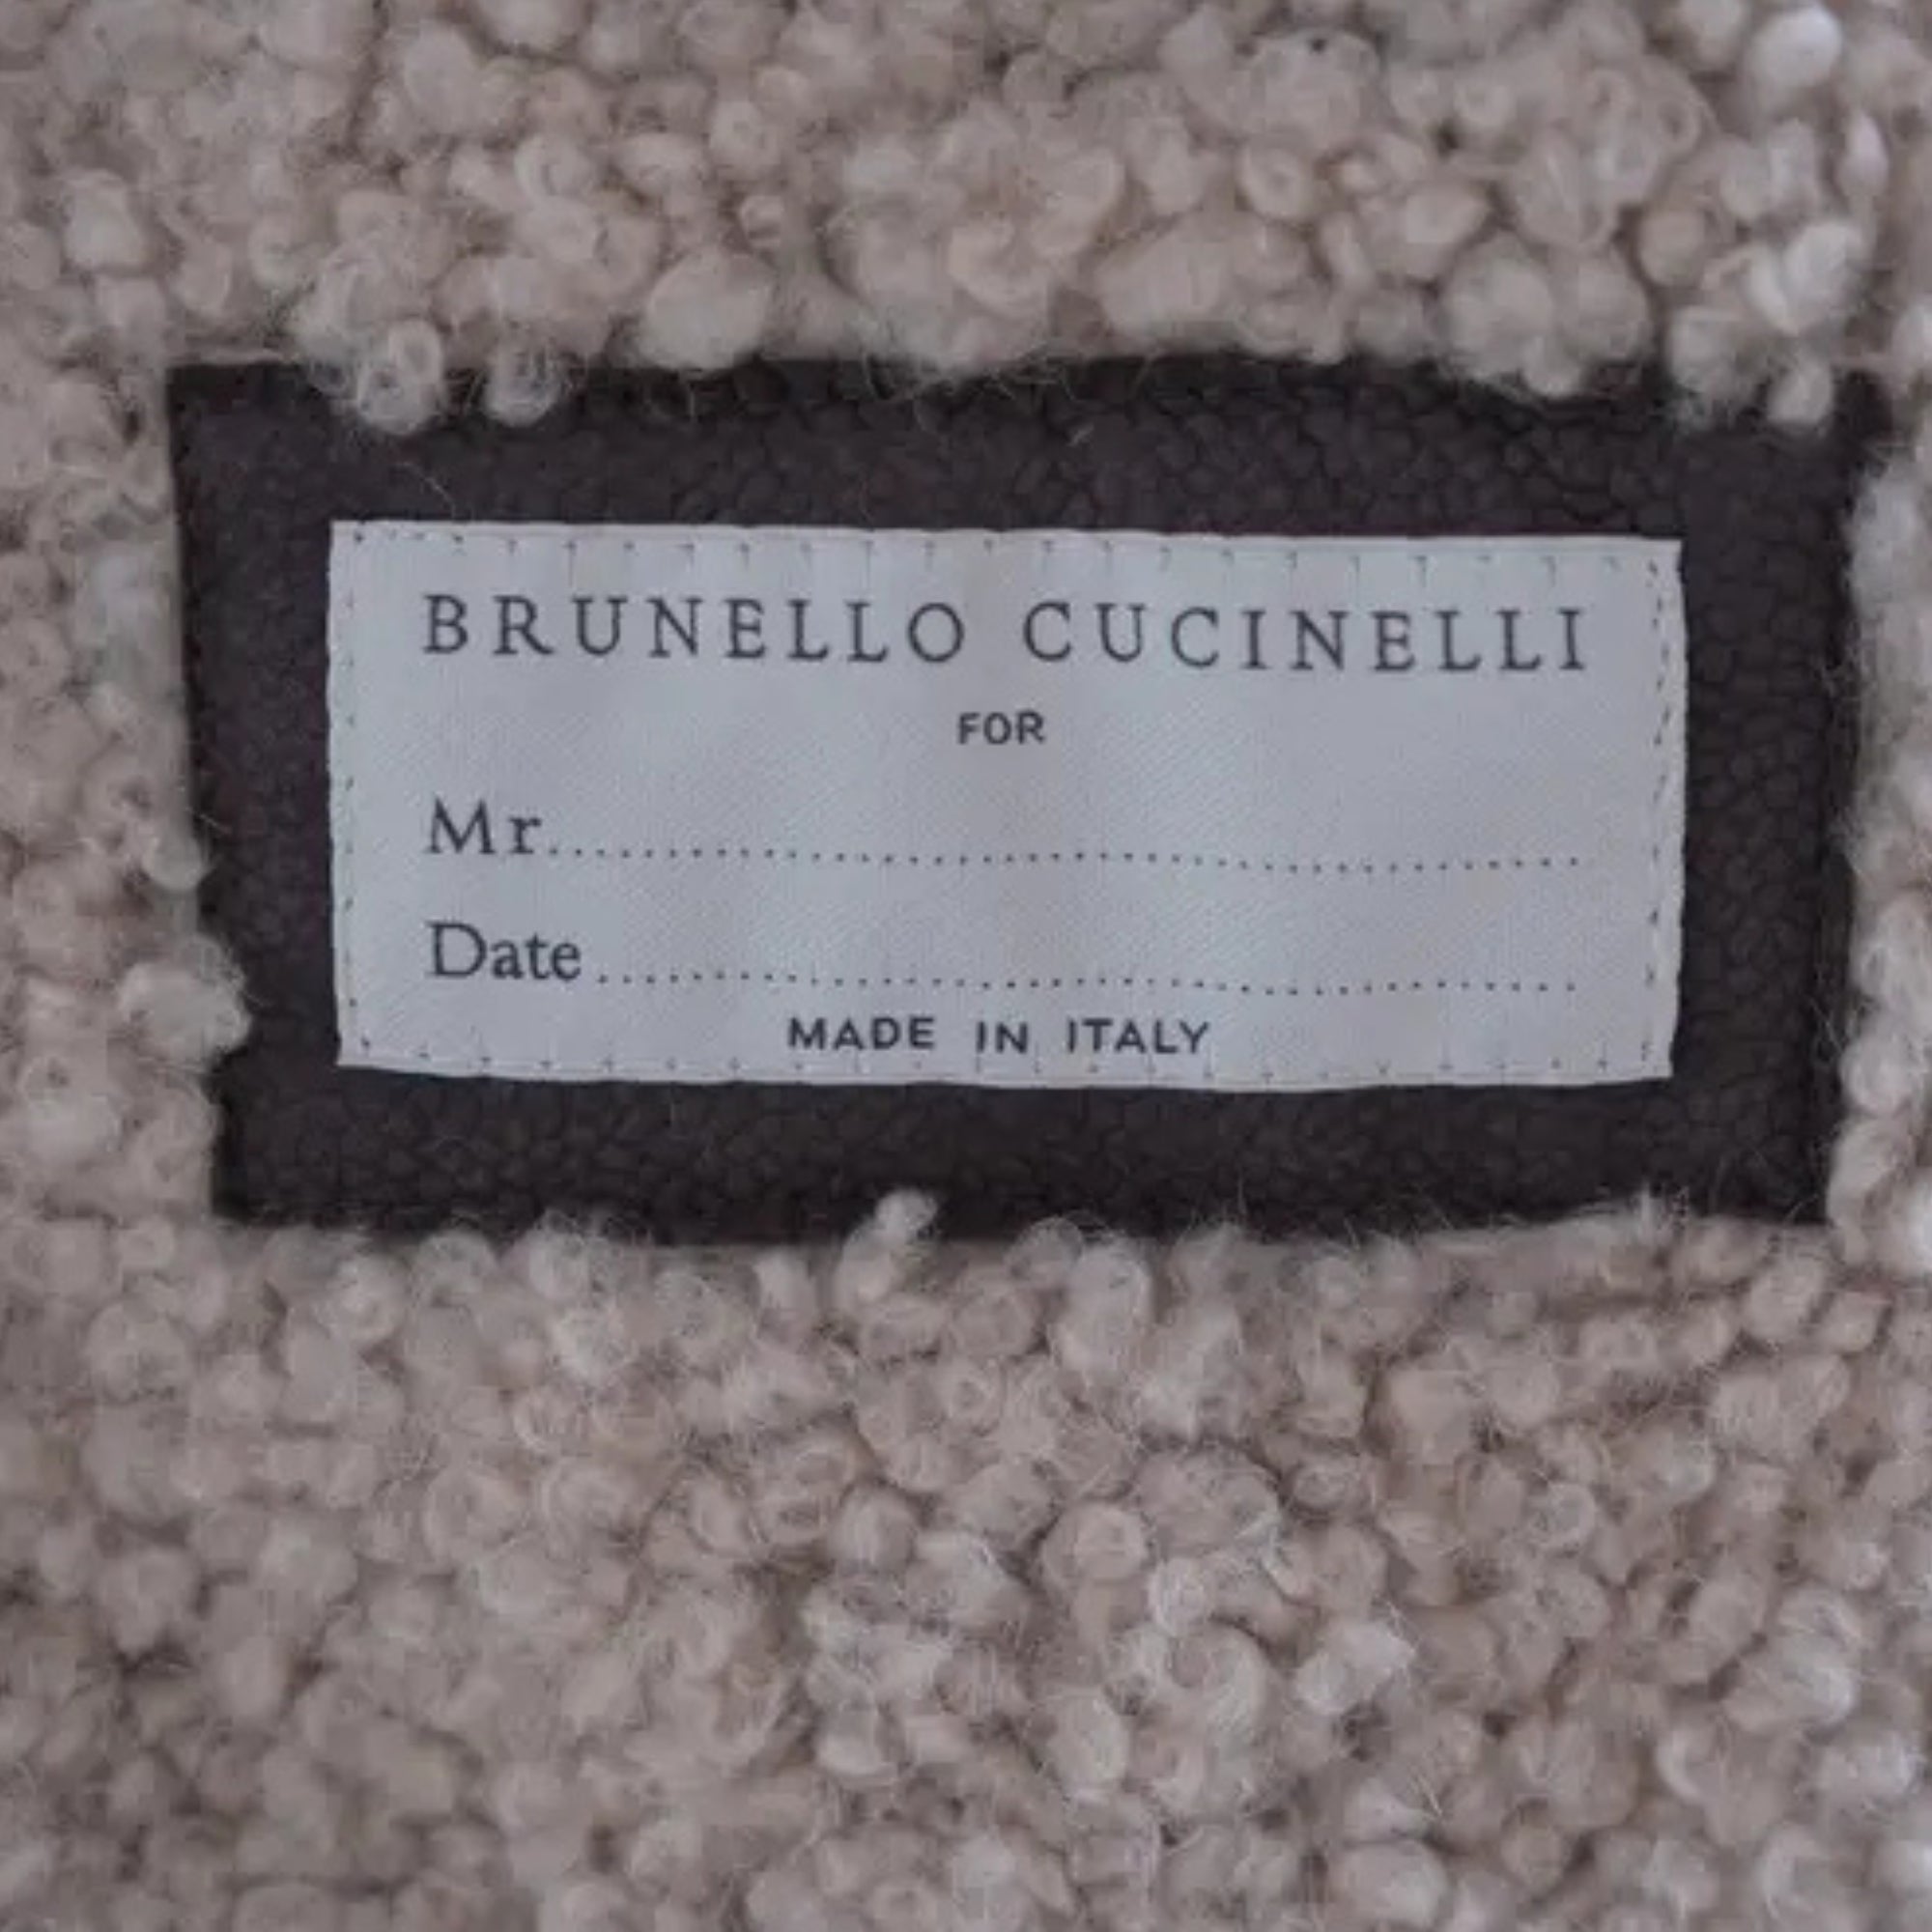 BRUNELLO CUCINELLI
FOR
Mr..............................................
Date..............................................
MADE IN ITALY